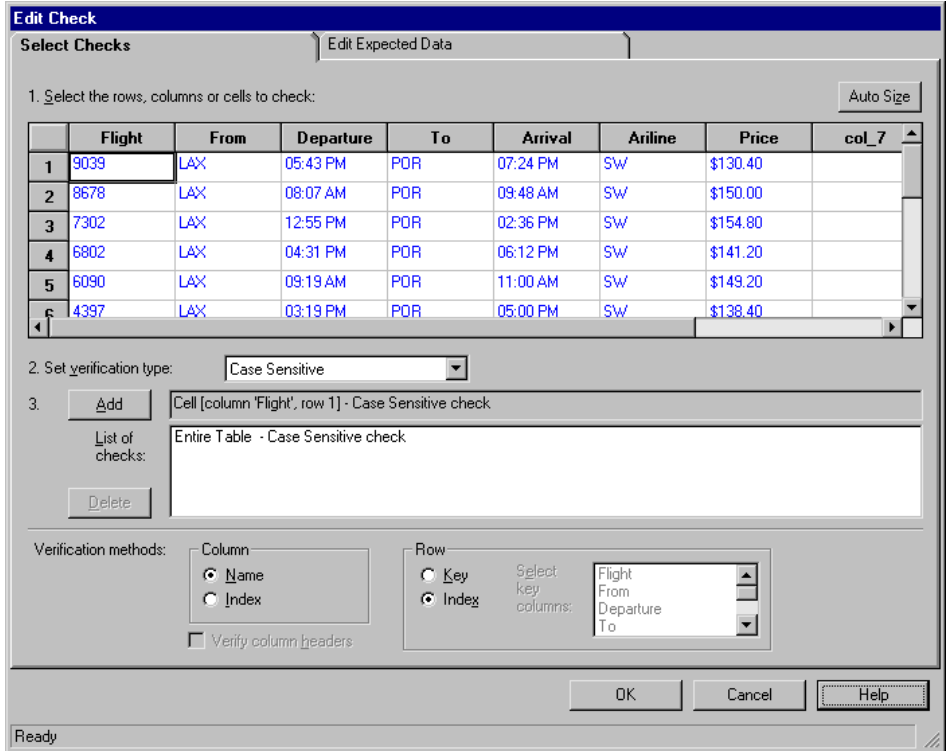 Edit Check
Select Checks Edit Expected Data
1. Select the rows, columns or cells to check: Auto Size
Flight From Departure To Arrival Ariline Price col_7
1 9039 LAX 05:43 PM POR 07:24 PM SW $130.40
2 8678 LAX 08:07 AM POR 09:48 AM SW $150.00
3 7302 LAX 12:55 PM POR 02:36 PM SW $154.80
4 6802 LAX 04:31 PM POR 06:12 PM SW $141.20
5 6090 LAX 09:19 AM POR 11:00 AM SW $149.20
6 4397 LAX 03:19 PM POR 05:00 PM SW $138.40
2. Set verification type: Case Sensitive
3. Add Cell [column 'Flight', row 1] - Case Sensitive check
List of checks: Entire Table - Case Sensitive check
Delete
Verification methods: Column Row
Name Key Select key columns: Flight
Index Index From
Departure
Verify column headers To
OK Cancel Help
Ready